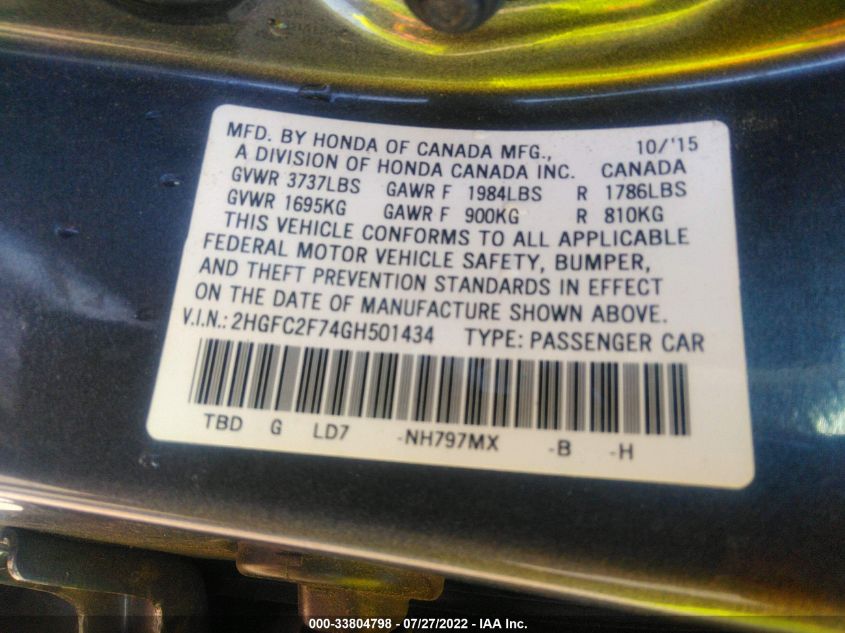 MFD. BY HONDA OF CANADA MFG., 10/'15
A DIVISION OF HONDA CANADA INC. CANADA
GVWR 3737LBS GAWR F 1984LBS R 1786LBS
GVWR 1695KG GAWR F 900KG R 810KG
THIS VEHICLE CONFORMS TO ALL APPLICABLE
FEDERAL MOTOR VEHICLE SAFETY, BUMPER,
AND THEFT PREVENTION STANDARDS IN EFFECT
ON THE DATE OF MANUFACTURE SHOWN ABOVE.
V.I.N.: 2HGFC2F74GH501434 TYPE: PASSENGER CAR
TBD G LD7 -NH797MX -B -H
000-33804798 - 07/27/2022 - IAA Inc.